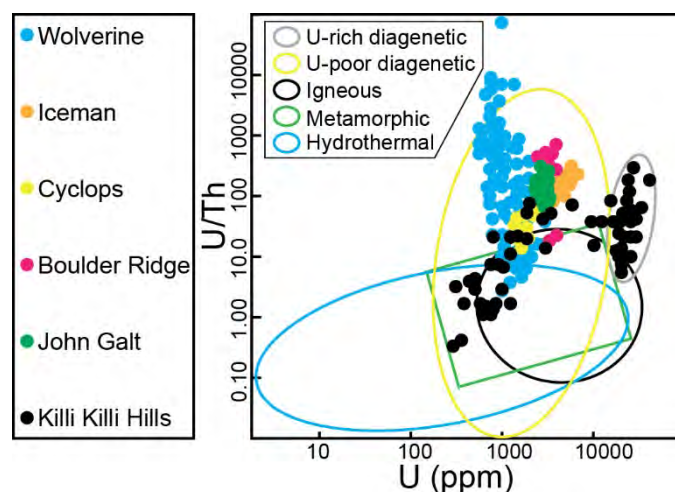 Wolverine
Iceman
Cyclops
Boulder Ridge
John Galt
Killi Killi Hills
U-rich diagenetic
U-poor diagenetic
Igneous
Metamorphic
Hydrothermal
U/Th
10000
1000
100
10.0
1.00
0.10
10
100
1000
10000
U (ppm)